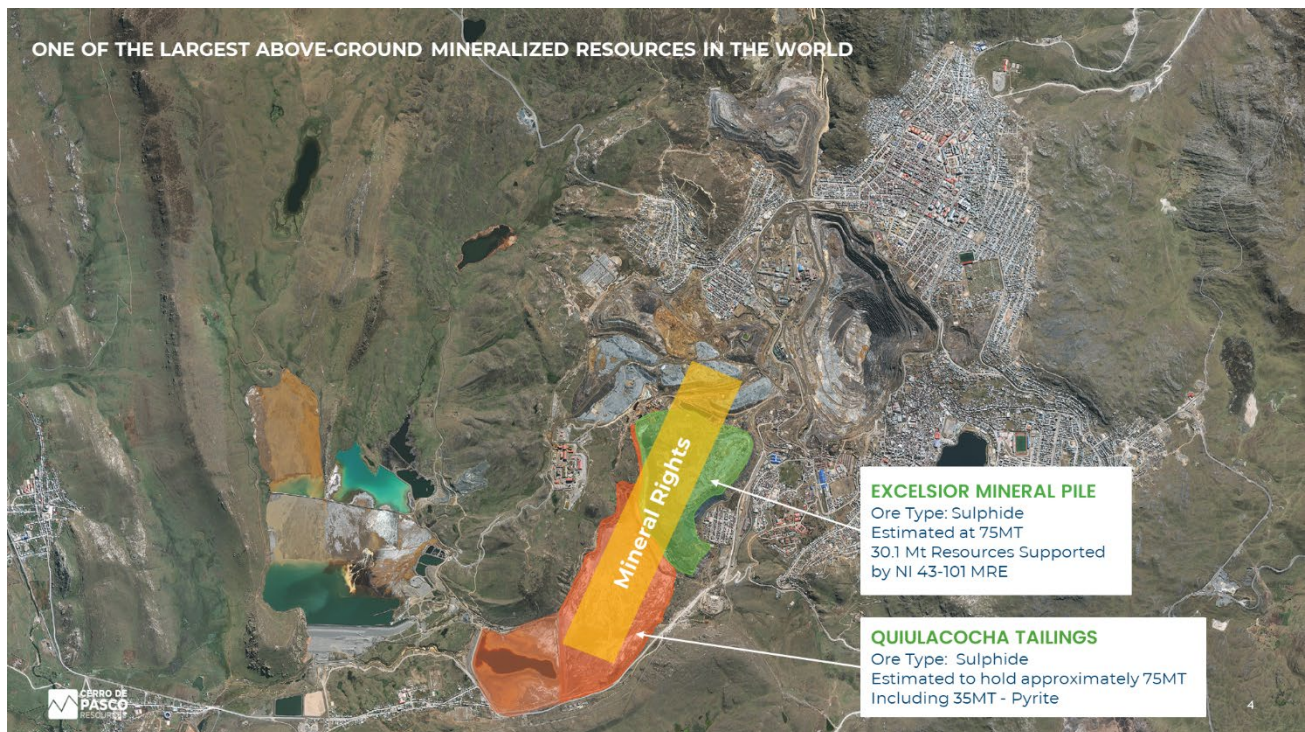 ONE OF THE LARGEST ABOVE-GROUND MINERALIZED RESOURCES IN THE WORLD
Mineral Rights
EXCELSIOR MINERAL PILE
Ore Type: Sulphide
Estimated at 75MT
30.1 Mt Resources Supported
by NI 43-101 MRE
QUIULACOCHA TAILINGS
Ore Type: Sulphide
Estimated to hold approximately 75MT
Including 35MT - Pyrite
CERRO DE
PASCO
RESOURCES
4